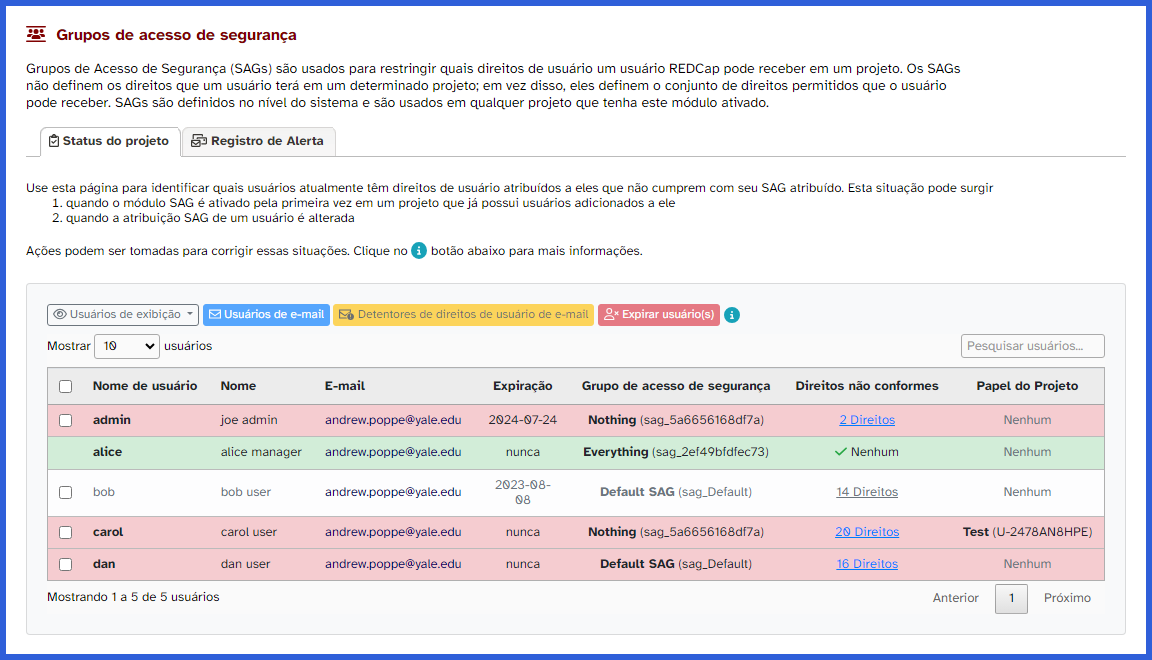 Grupos de acesso de segurança
Grupos de Acesso de Segurança (SAGs) são usados para restringir quais direitos de usuário um usuário REDCap pode receber em um projeto. Os SAGs
não definem os direitos que um usuário terá em um determinado projeto; em vez disso, eles definem o conjunto de direitos permitidos que o usuário
pode receber. SAGs são definidos no nível do sistema e são usados em qualquer projeto que tenha este módulo ativado.
Status do projeto Registro de Alerta
Use esta página para identificar quais usuários atualmente têm direitos de usuário atribuídos a eles que não cumprem com seu SAG atribuído. Esta situação pode surgir
1. quando o módulo SAG é ativado pela primeira vez em um projeto que já possui usuários adicionados a ele
2. quando a atribuição SAG de um usuário é alterada
Ações podem ser tomadas para corrigir essas situações. Clique no i botão abaixo para mais informações.
Usuários de exibição Usuários de e-mail Detentores de direitos de usuário de e-mail Expirar usuário(s) i
Mostrar 10 usuários Pesquisar usuários...
Nome de usuário Nome E-mail Expiração Grupo de acesso de segurança Direitos não conformes Papel do Projeto
admin joe admin andrew.poppe@yale.edu 2024-07-24 Nothing (sag_5a6656168df7a) 2 Direitos Nenhum
alice alice manager andrew.poppe@yale.edu nunca Everything (sag_2ef49bfdfec73) Nenhum Nenhum
bob bob user andrew.poppe@yale.edu 2023-08-
08 Default SAG (sag_Default) 14 Direitos Nenhum
carol carol user andrew.poppe@yale.edu nunca Nothing (sag_5a6656168df7a) 20 Direitos Test (U-2478AN8HPE)
dan dan user andrew.poppe@yale.edu nunca Default SAG (sag_Default) 16 Direitos Nenhum
Mostrando 1 a 5 de 5 usuários Anterior 1 Próximo